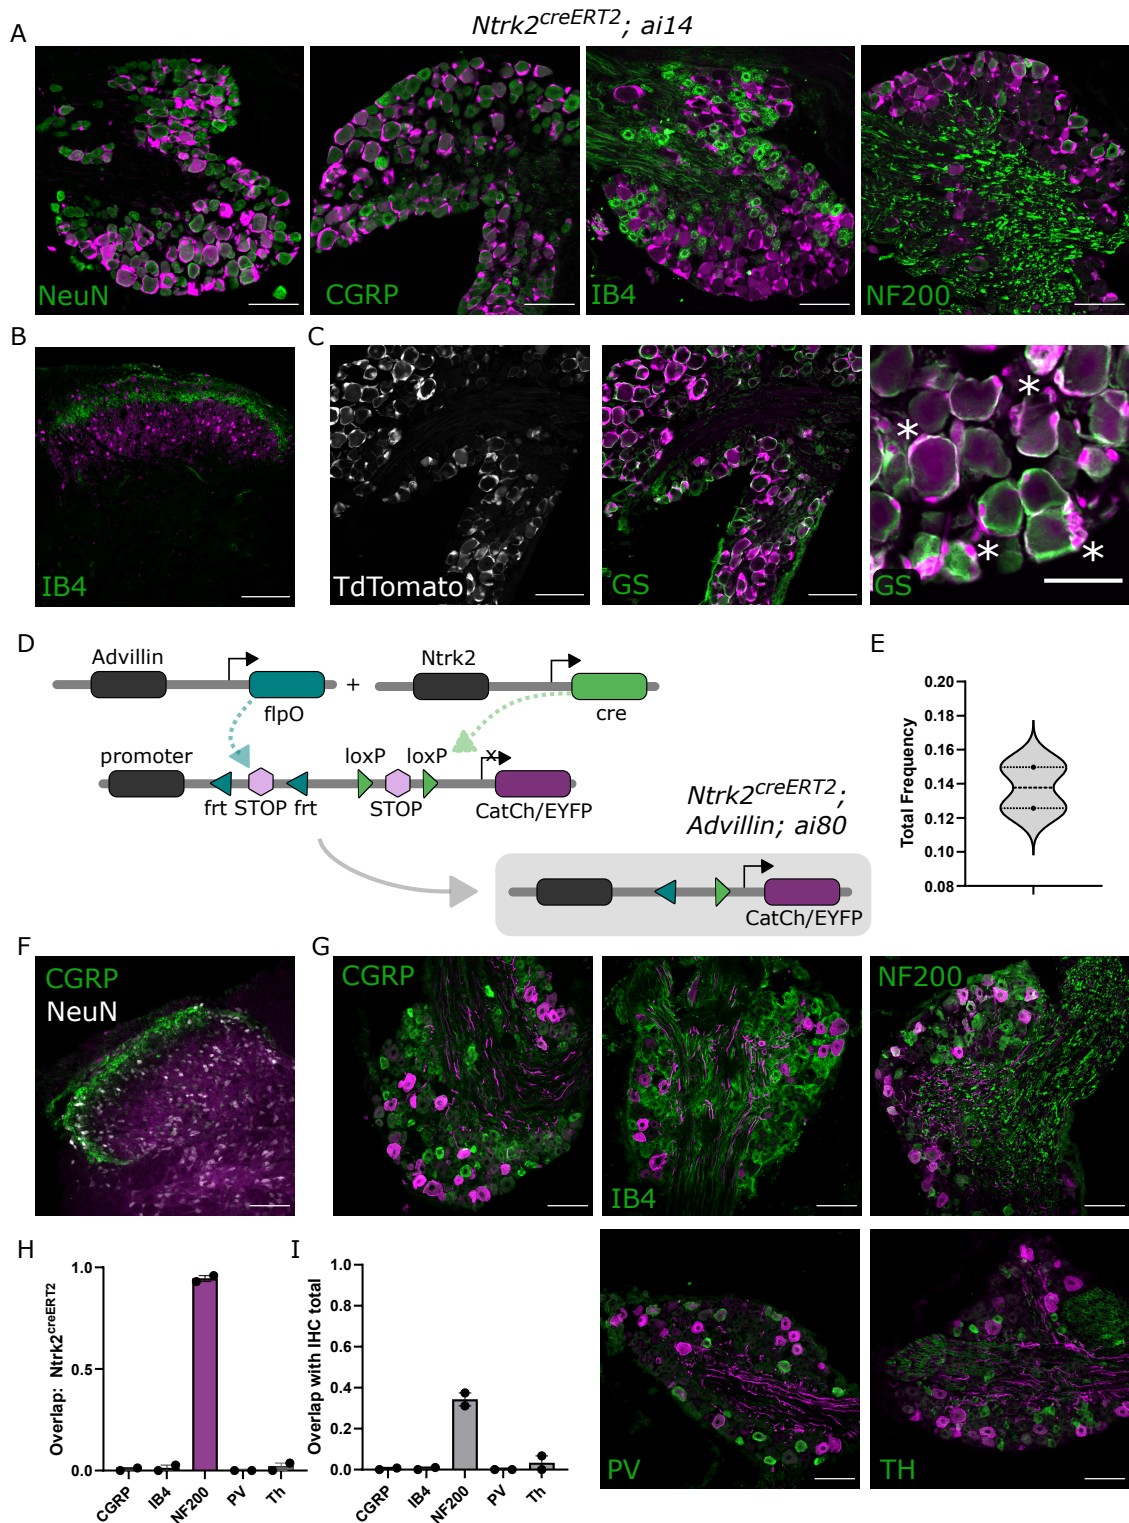 Ntrk2creERT2; ai14
A
NeuN
CGRP
IB4
NF200
B
C
IB4
TdTomato
GS
GS
*
*
*
*
D
E
Advillin
Ntrk2
+
flpO
cre
promoter
loxP
loxP
x
frt
STOP
frt
STOP
CatCh/EYFP
Ntrk2creERT2;
Advillin; ai80
CatCh/EYFP
Total Frequency
0.20
0.18
0.16
0.14
0.12
0.10
0.08
F
G
CGRP
NeuN
CGRP
IB4
NF200
H
Overlap: Ntrk2creERT2
1.0
0.5
0.0
CGRP
IB4
NF200
PV
Th
I
Overlap with IHC total
1.0
0.8
0.6
0.4
0.2
0.0
CGRP
IB4
NF200
PV
Th
PV
TH